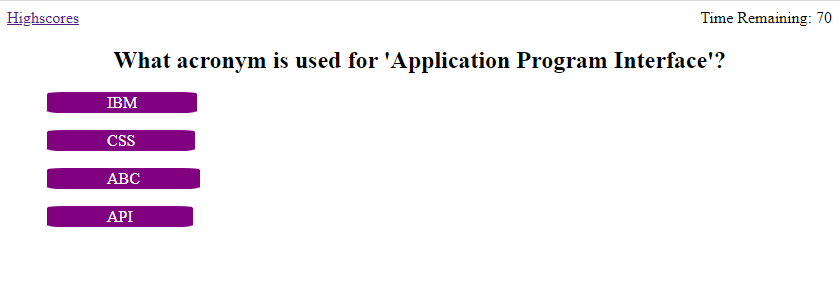 Highscores Time Remaining: 70
What acronym is used for 'Application Program Interface'?
IBM
CSS
ABC
API